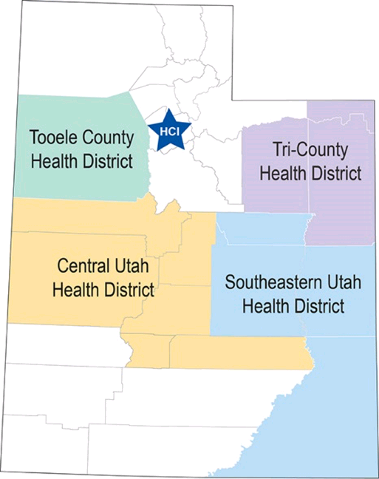 HCI
Tooele County
Health District
Tri-County
Health District
Central Utah
Health District
Southeastern Utah
Health District